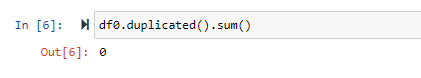 In [6]: df0.duplicated().sum()
Out[6]: 0